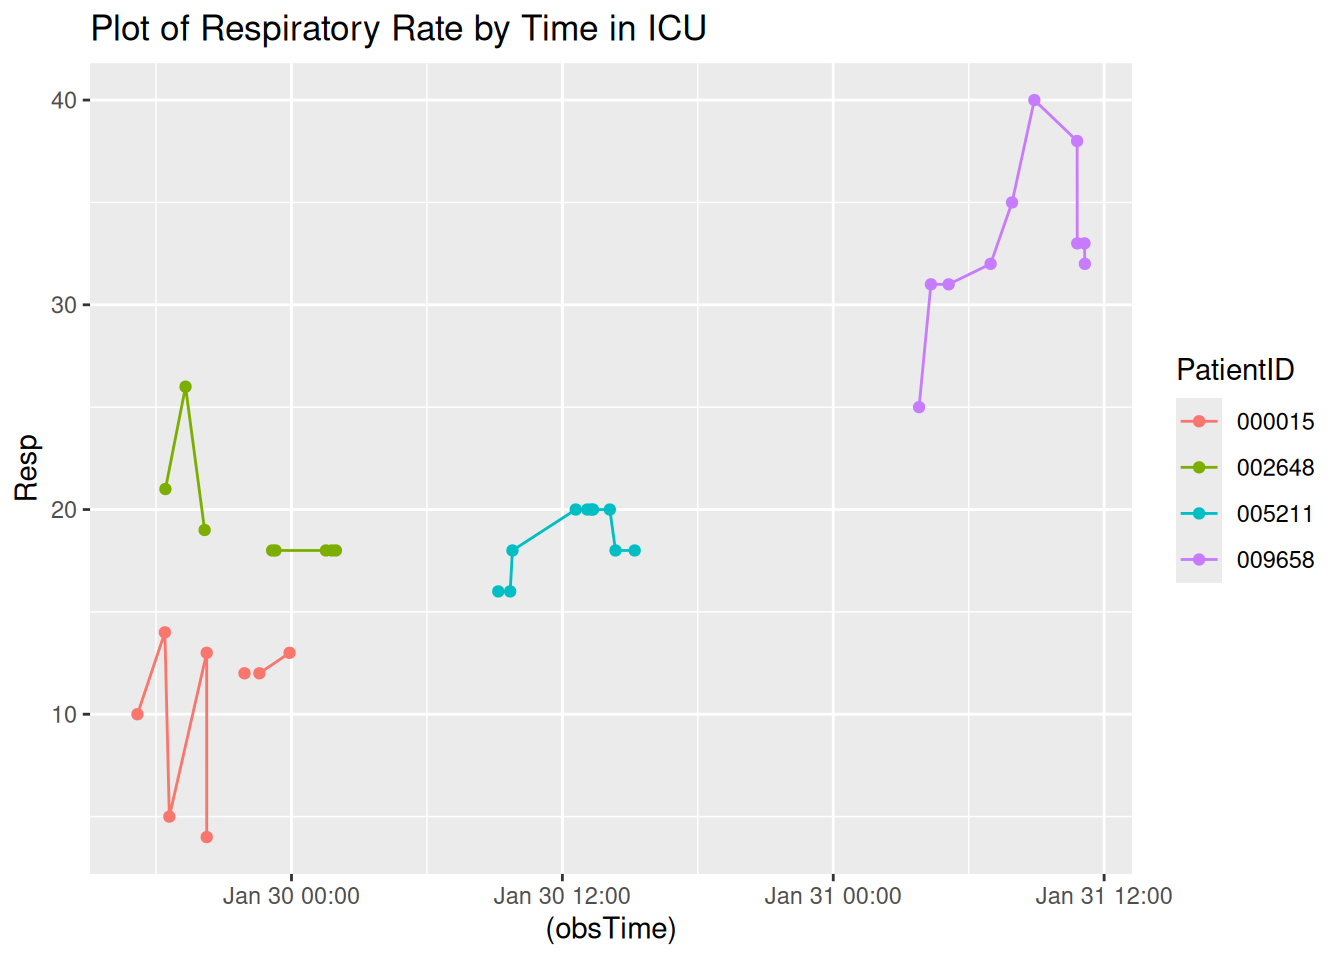 Plot of Respiratory Rate by Time in ICU
Resp
40
30
20
10
Jan 30 00:00
Jan 30 12:00
Jan 31 00:00
Jan 31 12:00
(obsTime)
PatientID
000015
002648
005211
009658